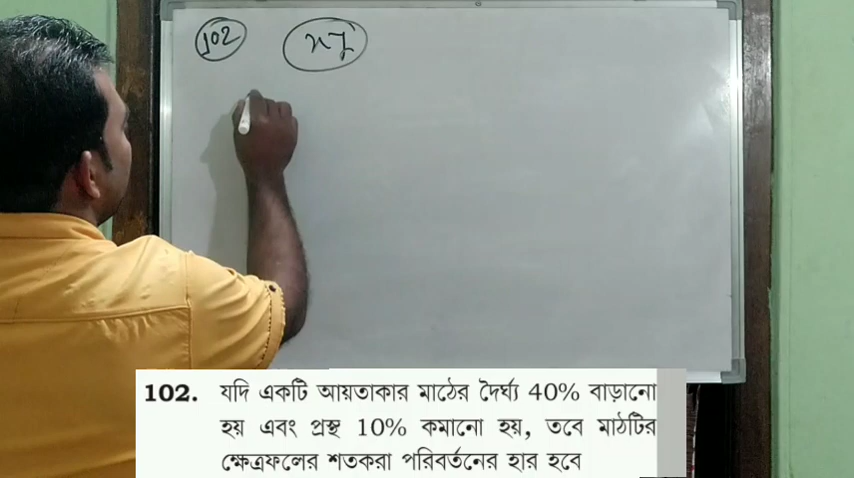 102
102. যদি একটি আয়তাকার মাঠের দৈর্ঘ্য 40% বাড়ানো
হয় এবং প্রস্থ 10% কমানো হয়, তবে মাঠটির
ক্ষেত্রফলের শতকরা পরিবর্তনের হার হবে